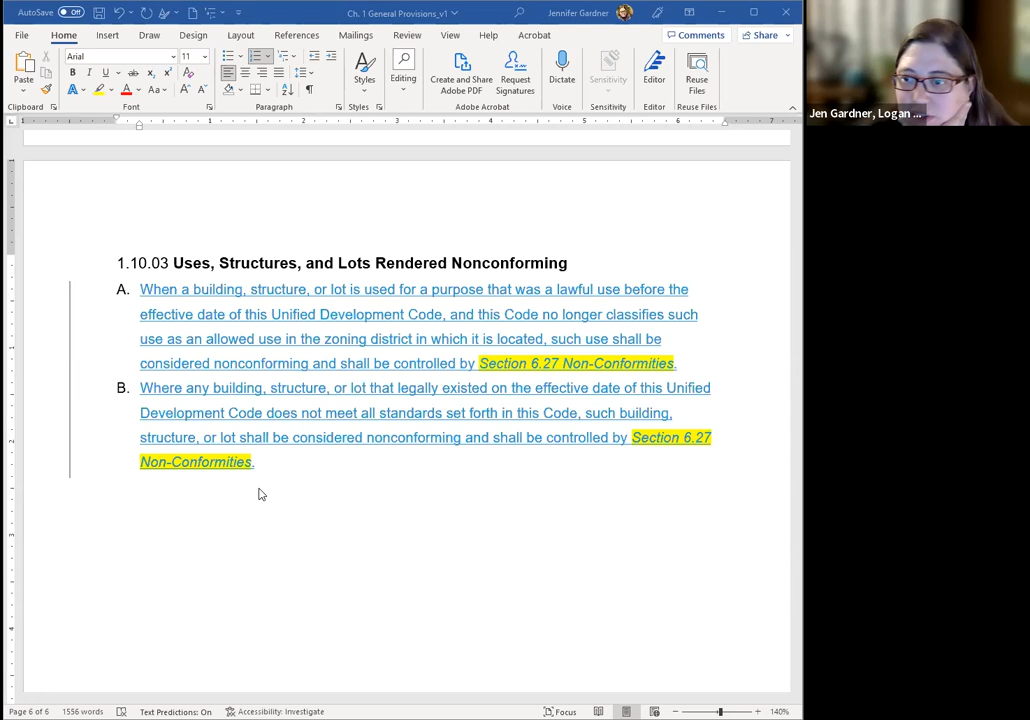 AutoSave Off
Ch. 1 General Provisions_v1
Jennifer Gardner
File Home Insert Draw Design Layout References Mailings Review View Help Acrobat
Comments Share
Arial 11
Paste
Styles
Editing
Create and Share
Adobe PDF
Request
Signatures
Dictate
Sensitivity
Editor
Reuse
Files
Clipboard Font Paragraph Styles Adobe Acrobat Voice Sensitivity Editor Reuse Files
Jen Gardner, Logan ...
1 1 2 3 4 5 6 7
1.10.03 Uses, Structures, and Lots Rendered Nonconforming
A. When a building, structure, or lot is used for a purpose that was a lawful use before the
effective date of this Unified Development Code, and this Code no longer classifies such
use as an allowed use in the zoning district in which it is located, such use shall be
considered nonconforming and shall be controlled by Section 6.27 Non-Conformities.
B. Where any building, structure, or lot that legally existed on the effective date of this Unified
Development Code does not meet all standards set forth in this Code, such building,
structure, or lot shall be considered nonconforming and shall be controlled by Section 6.27
Non-Conformities.
Page 6 of 6 1556 words Text Predictions: On Accessibility: Investigate Focus 140%